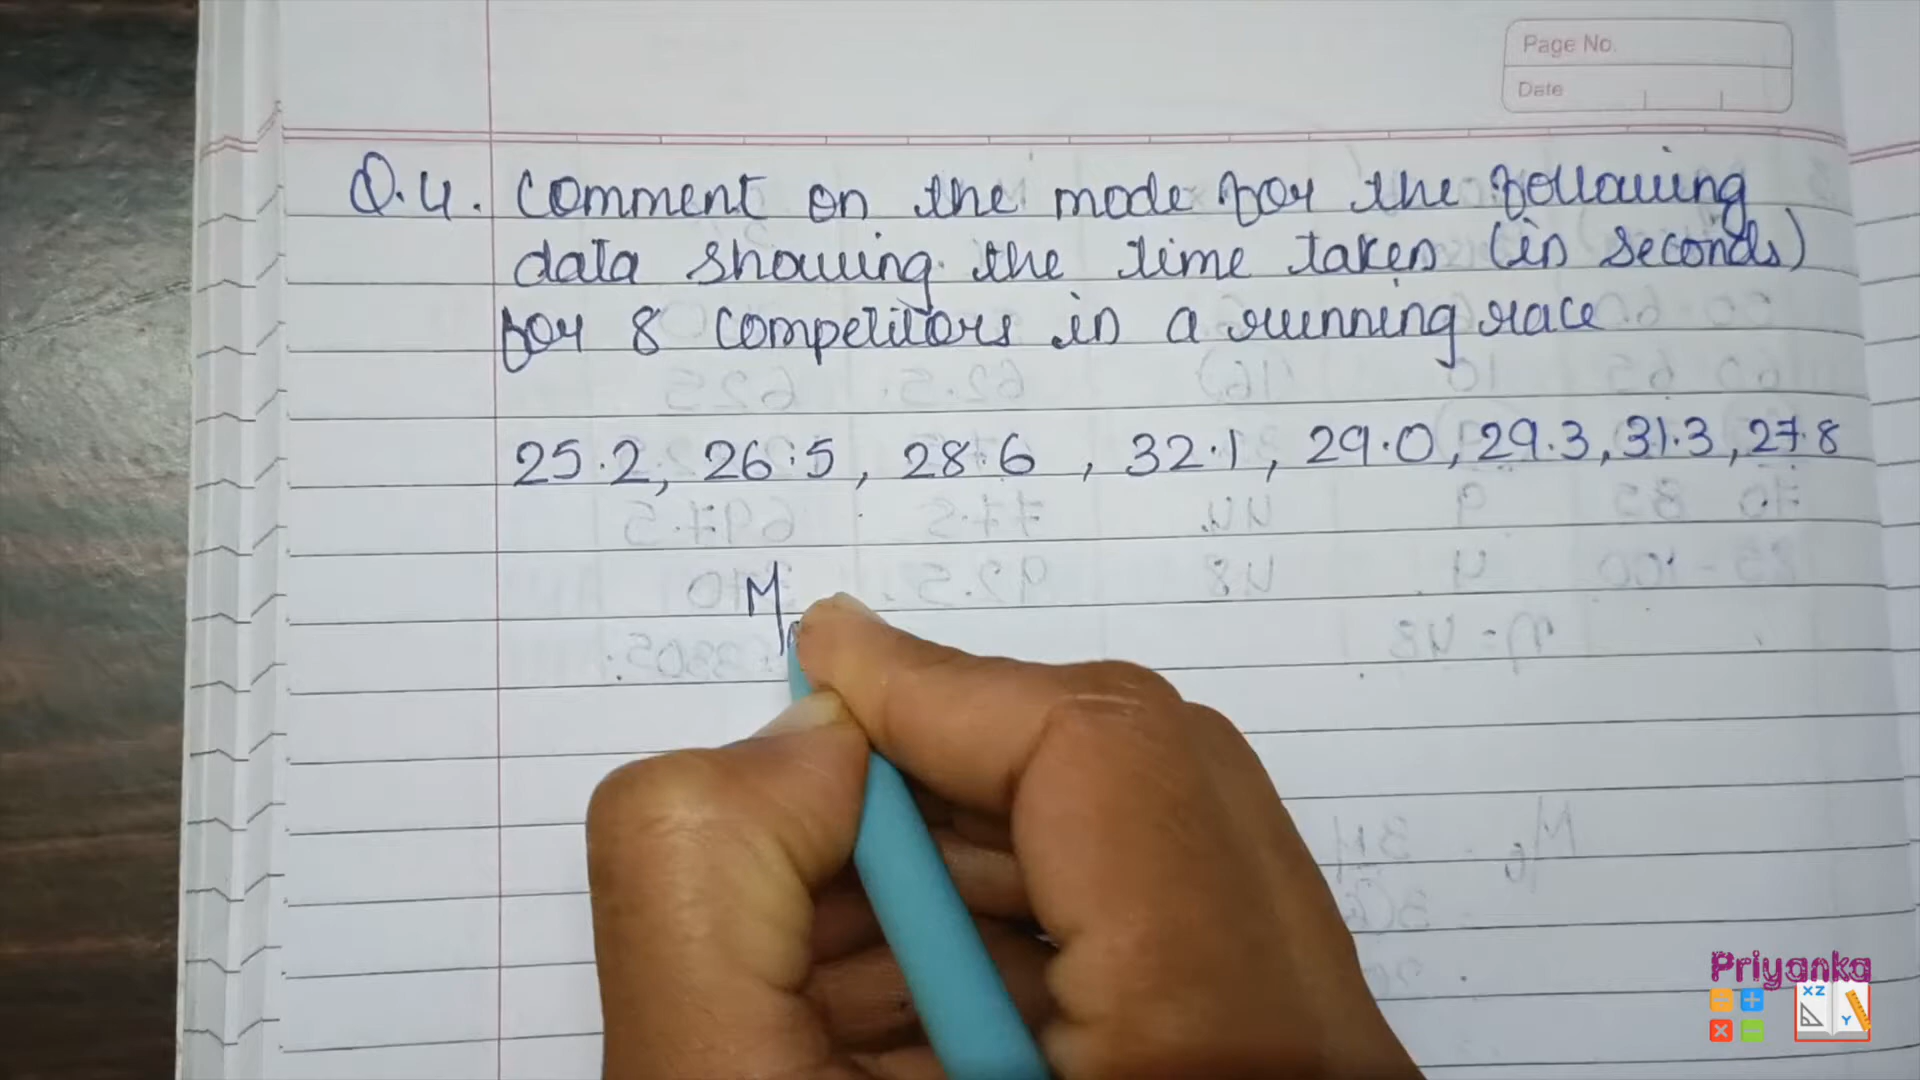 Page No.
Date
Q.4. Comment on the mode for the following
data showing the time taken (in seconds)
for 8 competitors in a running race
25.2, 26.5, 28.6, 32.1, 29.0, 29.3, 31.3, 27.8
M
Priyanka
XZ
Y